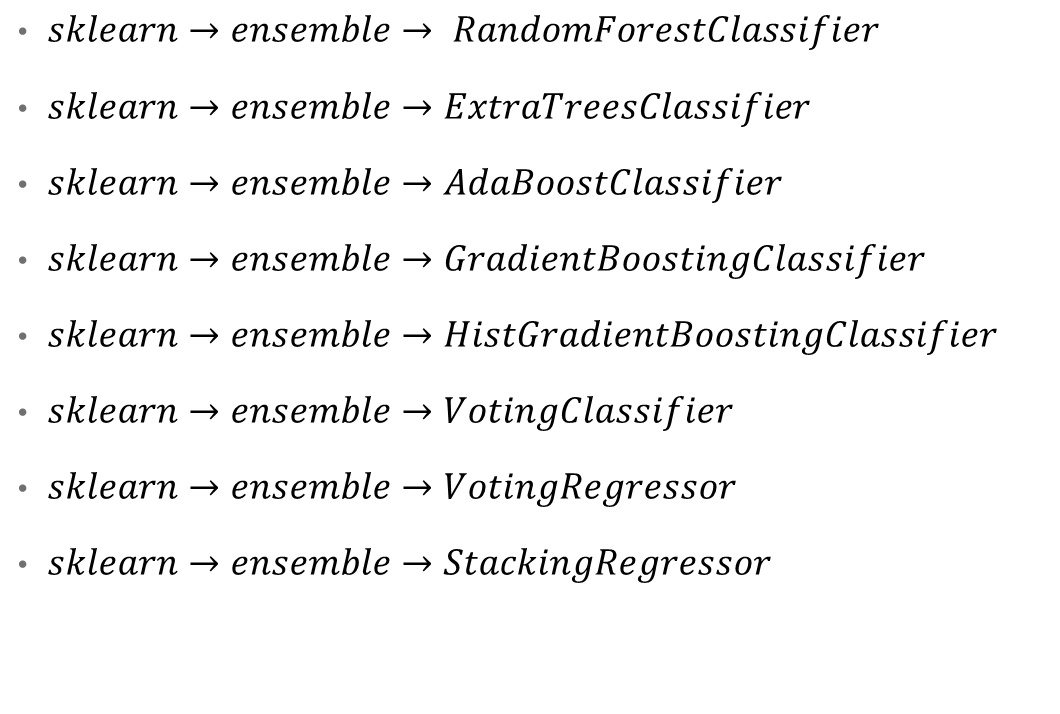 • sklearn → ensemble → RandomForestClassifier
• sklearn → ensemble → ExtraTreesClassifier
• sklearn → ensemble → AdaBoostClassifier
• sklearn → ensemble → GradientBoostingClassifier
• sklearn → ensemble → HistGradientBoostingClassifier
• sklearn → ensemble → VotingClassifier
• sklearn → ensemble → VotingRegressor
• sklearn → ensemble → StackingRegressor